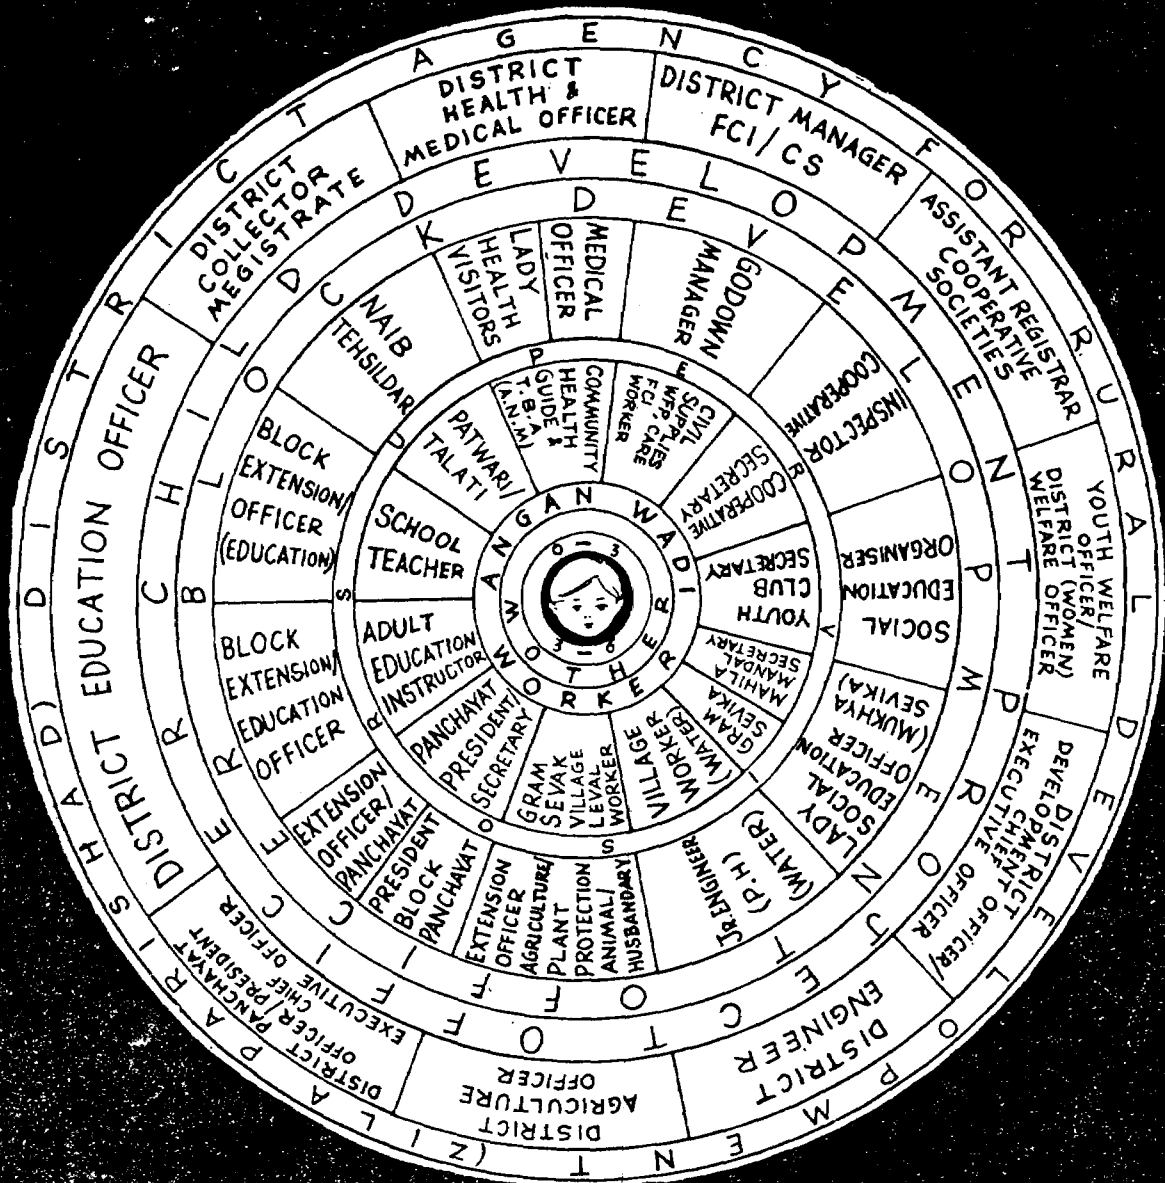 DISTRICT AGENCY FOR RURAL DEVELOPMENT (ZILA PARISHAD)
DISTRICT EDUCATION OFFICER
DISTRICT
COLLECTOR
MEGISTRATE
DISTRICT
HEALTH &
MEDICAL OFFICER
DISTRICT MANAGER
FCI/CS
ASSISTANT REGISTRAR
COOPERATIVE
SOCIETIES
YOUTH WELFARE
OFFICER/
DISTRICT (WOMEN)
WELFARE OFFICER
DISTRICT
DEVELOPMENT OFFICER/
CHIEF
EXECUTIVE OFFICER
DISTRICT
ENGINEER
DISTRICT
AGRICULTURE
OFFICER
DISTRICT PANCHAYAT
OFFICER/PRESIDENT
CHIEF
EXECUTIVE OFFICER
CHILD DEVELOPMENT PROJECT OFFICER
BLOCK DEVELOPMENT OFFICER
BLOCK
EXTENSION/
OFFICER
(EDUCATION)
NAIB
TEHSILDAR
LADY
HEALTH
VISITORS
MEDICAL
OFFICER
GODOWN
MANAGER
COOPERATIVE
INSPECTOR
SOCIAL
EDUCATION
ORGANISER
LADY
SOCIAL
EDUCATION
OFFICER
(MUKHYA
SEVIKA)
JR. ENGINEER
(P.H)
(WATER)
EXTENSION
OFFICER
AGRICULTURE/
PLANT
PROTECTION
ANIMAL/
HUSBANDARY
EXTENSION
OFFICER/
PANCHAYAT
PRESIDENT
BLOCK
PANCHAVAT
BLOCK
EXTENSION/
EDUCATION
OFFICER
SUPERVISOR
SCHOOL
TEACHER
PATWARI/
TALATI
COMMUNITY
HEALTH
GUIDE &
T.B.A.
(A.N.M)
CIVIL
SUPPLIES
WFP, CARE
FCI
WORKER
COOPERATIVE
SECRETARY
YOUTH
CLUB
SECRETARY
MAHILA
MANDAL
SECRETARY
GRAM
SEVIKA
VILLAGE
WORKER
(WATER)
GRAM
SEVAK
VILLAGE
LEVAL
WORKER
PANCHAYAT
PRESIDENT/
SECRETARY
ADULT
EDUCATION
INSTRUCTOR
ANGAN WADI WORKER
MOTHER
0-3
3-6